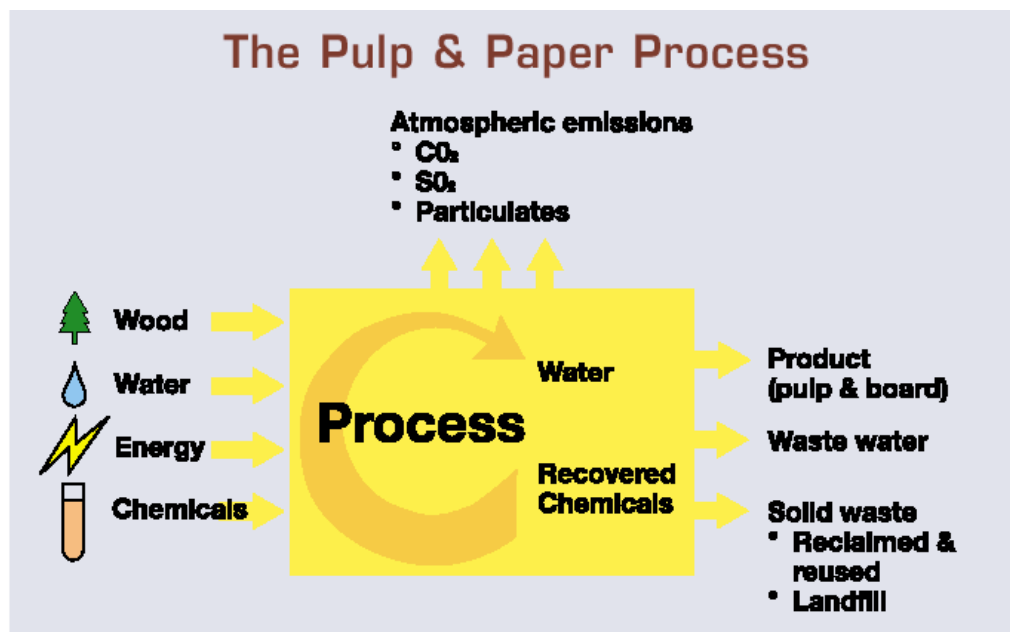 The Pulp & Paper Process
Atmospheric emissions
• C0₂
• S0₂
• Particulates
Wood
Water
Energy
Chemicals
Process
Water
Recovered
Chemicals
Product
(pulp & board)
Waste water
Solid waste
• Reclaimed &
reused
• Landfill